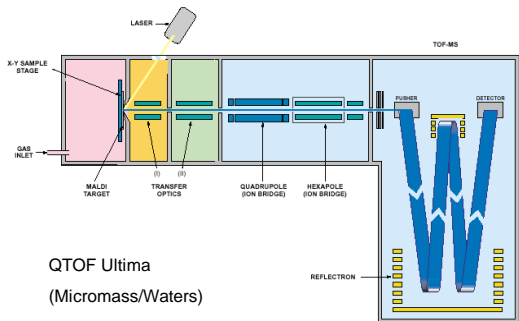 LASER
TOF-MS
X-Y SAMPLE
STAGE
PUSHER
DETECTOR
GAS
INLET
(I)
(II)
MALDI
TARGET
TRANSFER
OPTICS
QUADRUPOLE
(ION BRIDGE)
HEXAPOLE
(ION BRIDGE)
REFLECTRON
QTOF Ultima
(Micromass/Waters)